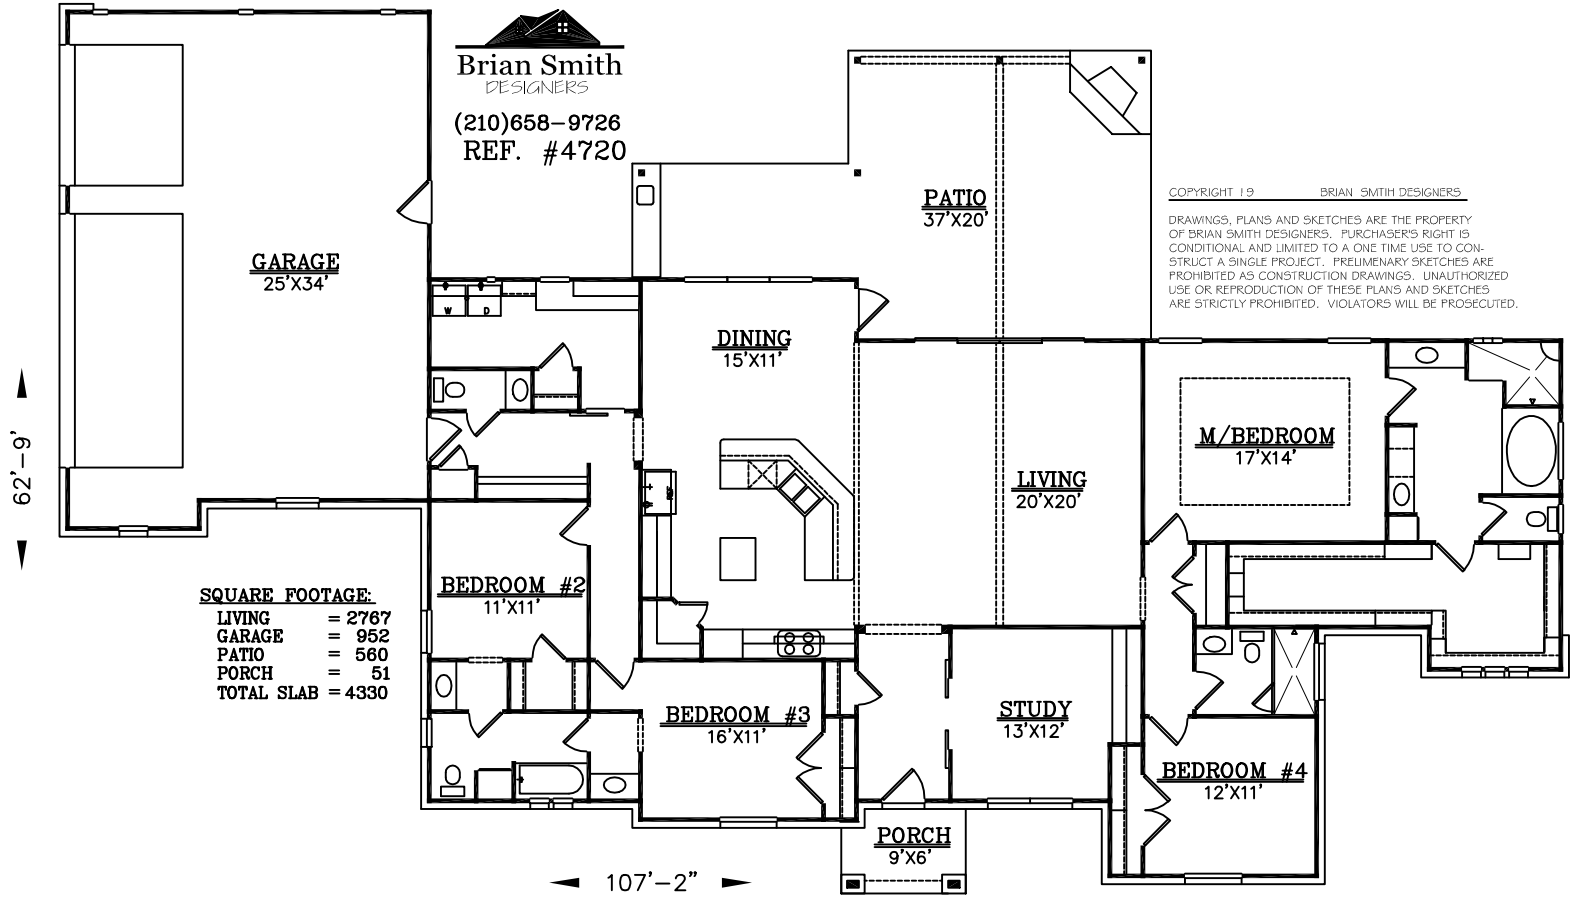 Brian Smith
DESIGNERS
(210)658-9726
REF. #4720
COPYRIGHT 19 BRIAN SMTIH DESIGNERS
DRAWINGS, PLANS AND SKETCHES ARE THE PROPERTY
OF BRIAN SMITH DESIGNERS. PURCHASER'S RIGHT IS
CONDITIONAL AND LIMITED TO A ONE TIME USE TO CON-
STRUCT A SINGLE PROJECT. PRELIMENARY SKETCHES ARE
PROHIBITED AS CONSTRUCTION DRAWINGS. UNAUTHORIZED
USE OR REPRODUCTION OF THESE PLANS AND SKETCHES
ARE STRICTLY PROHIBITED. VIOLATORS WILL BE PROSECUTED.
PATIO
37'X20'
GARAGE
25'X34'
W D
DINING
15'X11'
M/BEDROOM
17'X14'
LIVING
20'X20'
REF
W
62'-9'
BEDROOM #2
11'X11'
SQUARE FOOTAGE:
LIVING = 2767
GARAGE = 952
PATIO = 560
PORCH = 51
TOTAL SLAB = 4330
BEDROOM #3
16'X11'
STUDY
13'X12'
BEDROOM #4
12'X11'
PORCH
9'X6'
107'-2"